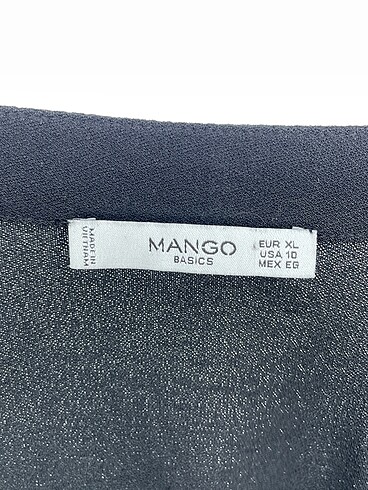 MADE IN
VIETNAM
MANGO
BASICS
EUR XL
USA 10
MEX EG